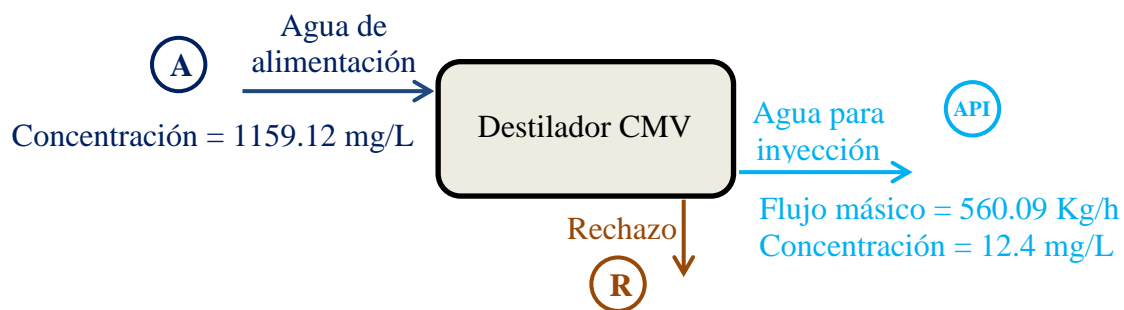 A
Agua de
alimentación
Concentración = 1159.12 mg/L
Destilador CMV
Agua para
inyección
API
Flujo másico = 560.09 Kg/h
Concentración = 12.4 mg/L
Rechazo
R